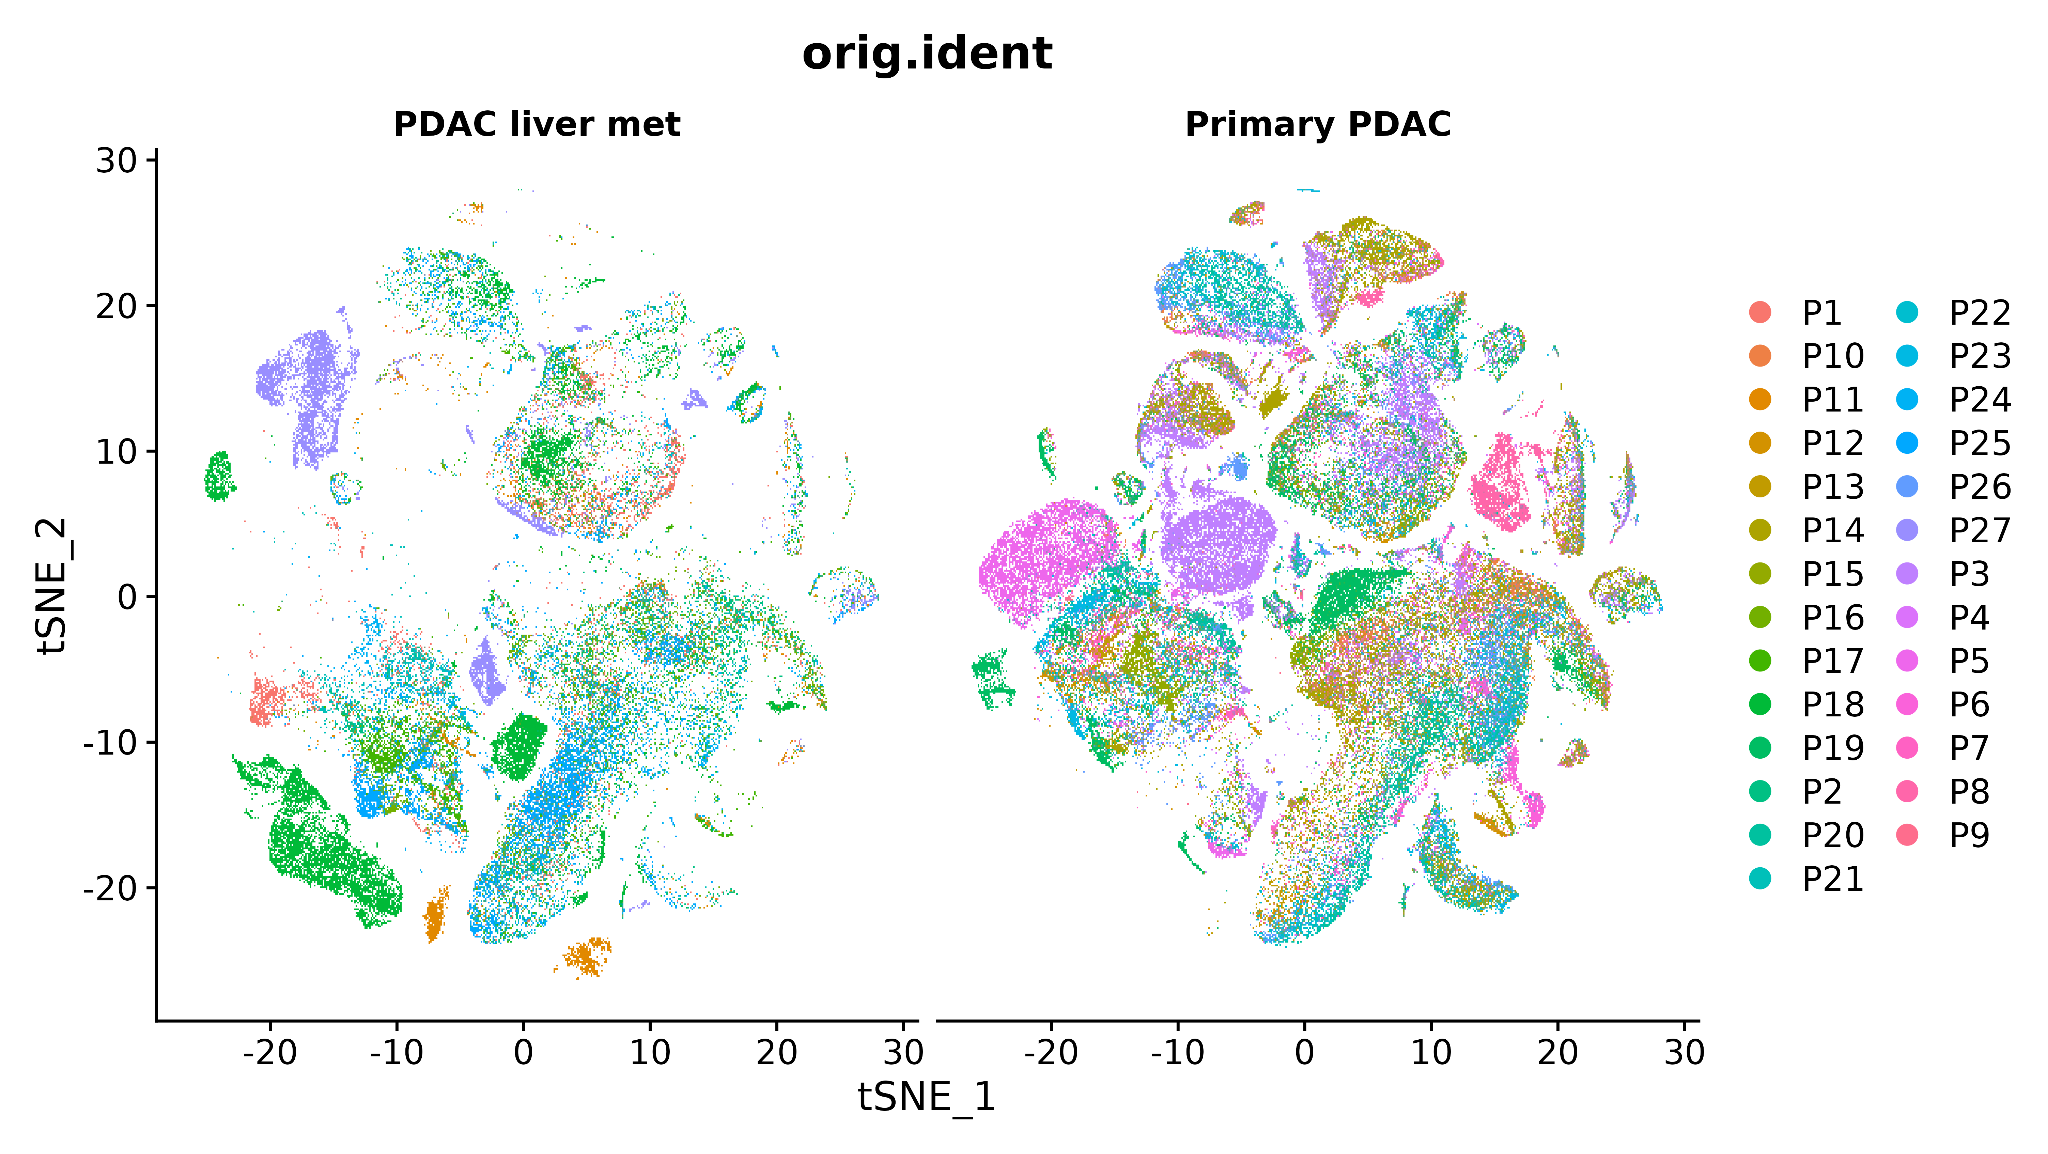 orig.ident
PDAC liver met
Primary PDAC
30
20
10
0
-10
-20
tSNE_2
-20 -10 0 10 20 30
-20 -10 0 10 20 30
tSNE_1
P1
P10
P11
P12
P13
P14
P15
P16
P17
P18
P19
P2
P20
P21
P22
P23
P24
P25
P26
P27
P3
P4
P5
P6
P7
P8
P9